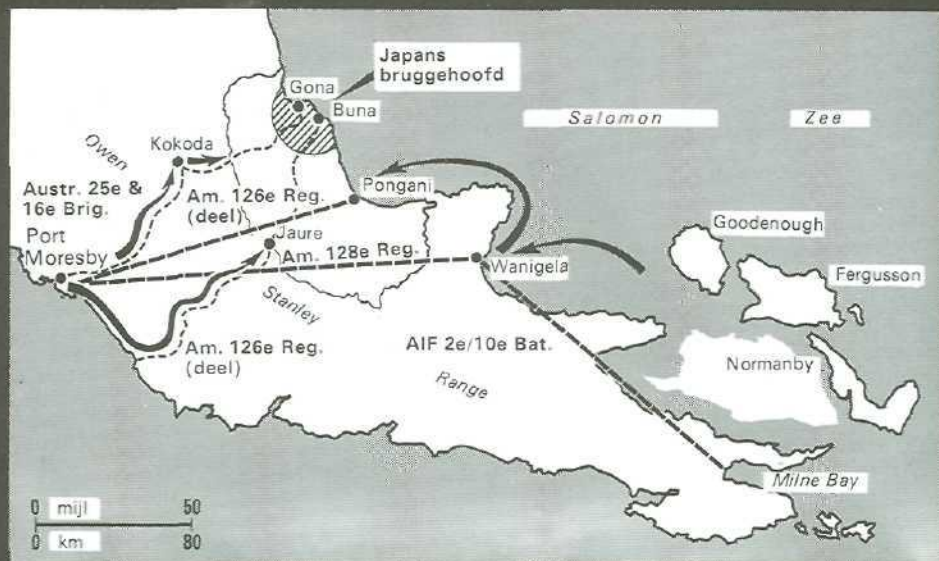 Japans
bruggehoofd
Gona
Buna
Salomon Zee
Owen
Kokoda
Austr. 25e &
16e Brig.
Am. 126e Reg.
(deel)
Pongani
Port
Moresby
Jaure
Am. 128e Reg.
Wanigela
Goodenough
Fergusson
Stanley
Am. 126e Reg.
(deel)
AIF 2e/10e Bat.
Normanby
Range
Milne Bay
0 mijl 50
0 km 80